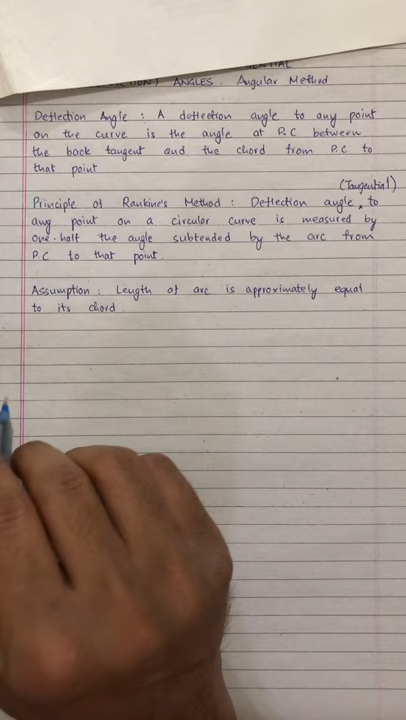 ANGLES. Angular Method
Deflection Angle : A deflection angle to any point
on the curve is the angle at P.C between
the back tangent and the chord from P.C to
that point
(Tangential)
Principle of Rankine's Method : Deflection angle, to
any point on a circular curve is measured by
one-half the angle subtended by the arc from
P.C to that point.
Assumption : Length of arc is approximately equal
to its chord.